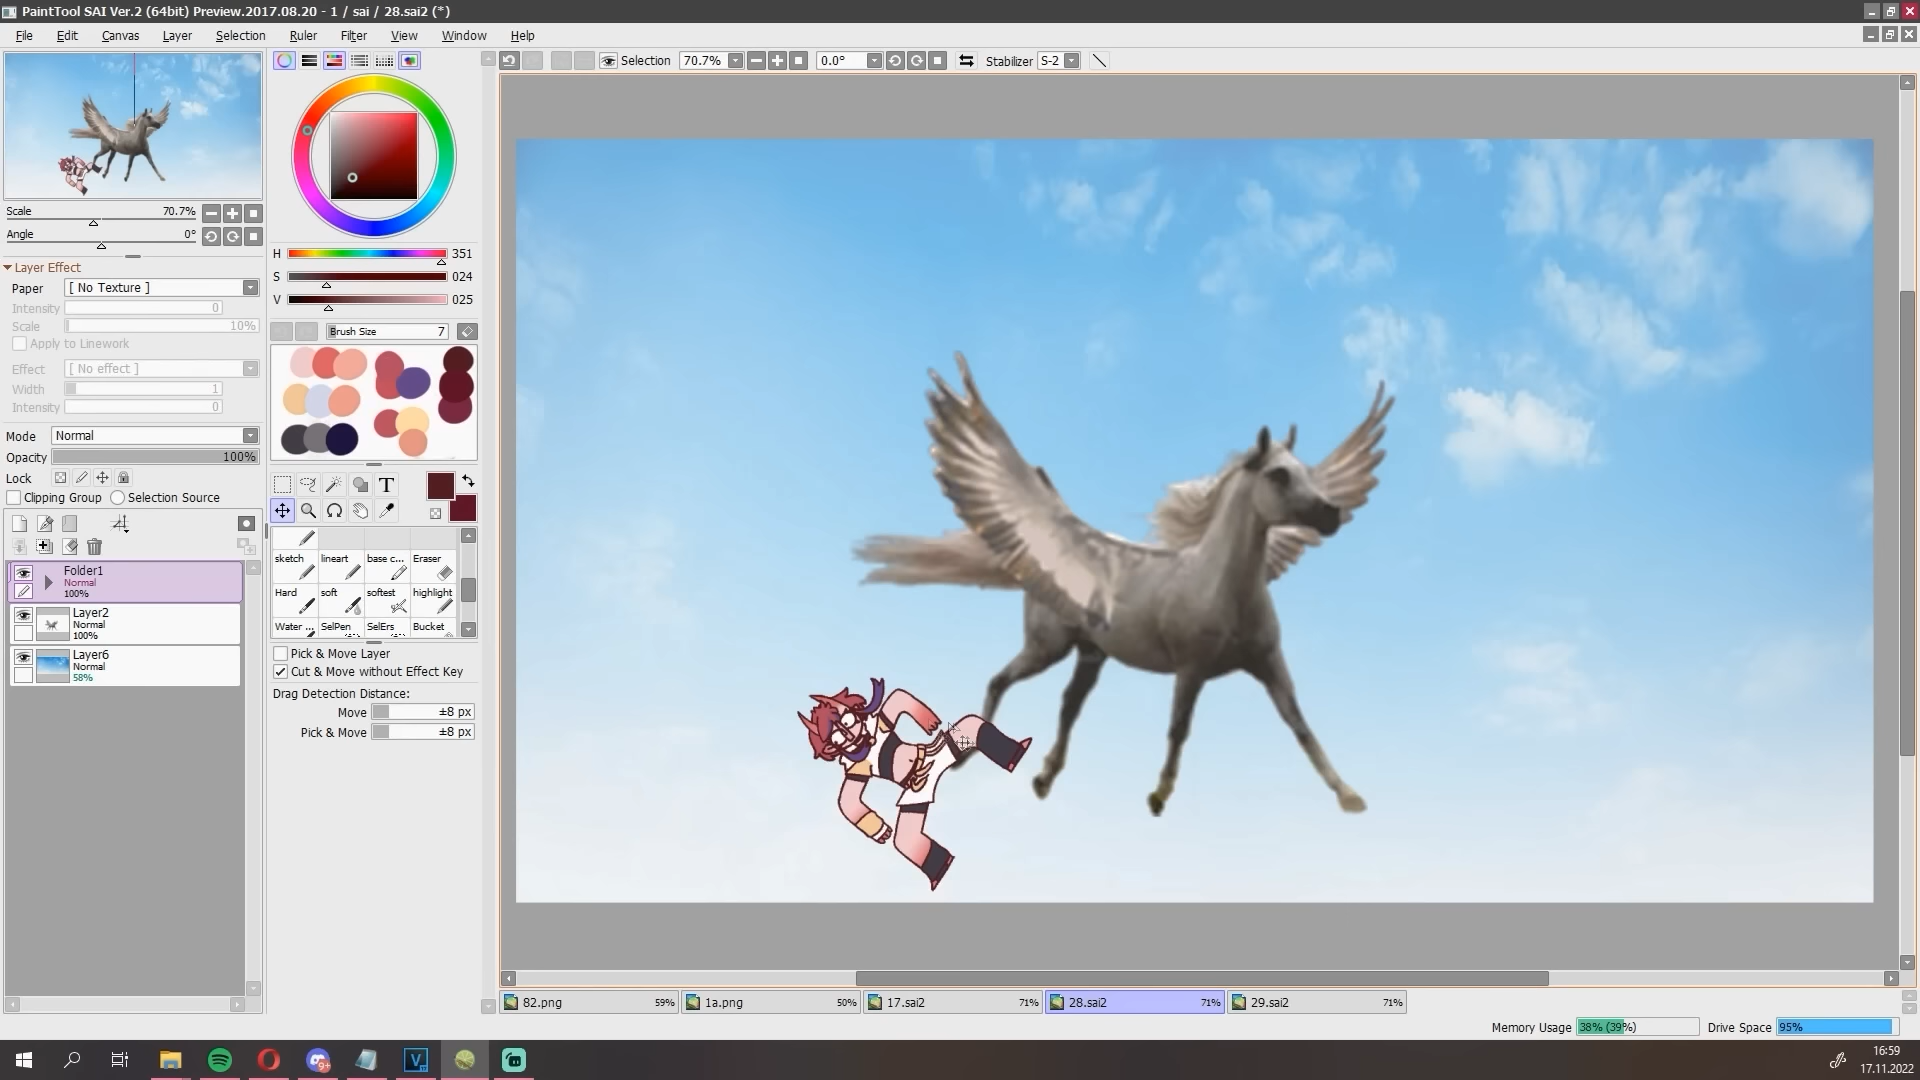 PaintTool SAI Ver.2 (64bit) Preview.2017.08.20 - 1 / sai / 28.sai2 (*)
File Edit Canvas Layer Selection Ruler Filter View Window Help
Selection 70.7% 0.0° Stabilizer S-2
Scale 70.7%
Angle 0°
Layer Effect
Paper [ No Texture ]
Intensity 0
Scale 10%
Apply to Linework
Effect [ No effect ]
Width 1
Intensity 0
Mode Normal
Opacity 100%
Lock
Clipping Group Selection Source
Folder1
Normal
100%
Layer2
Normal
100%
Layer6
Normal
58%
H 351
S 024
V 025
Brush Size 7
T
sketch lineart base c... Eraser
Hard soft softest highlight
Water ... SelPen SelErs Bucket
Pick & Move Layer
Cut & Move without Effect Key
Drag Detection Distance:
Move ±8 px
Pick & Move ±8 px
82.png 59% 1a.png 50% 17.sai2 71% 28.sai2 71% 29.sai2 71%
Memory Usage 38% (39%) Drive Space 95%
9+
V
16:59
17.11.2022